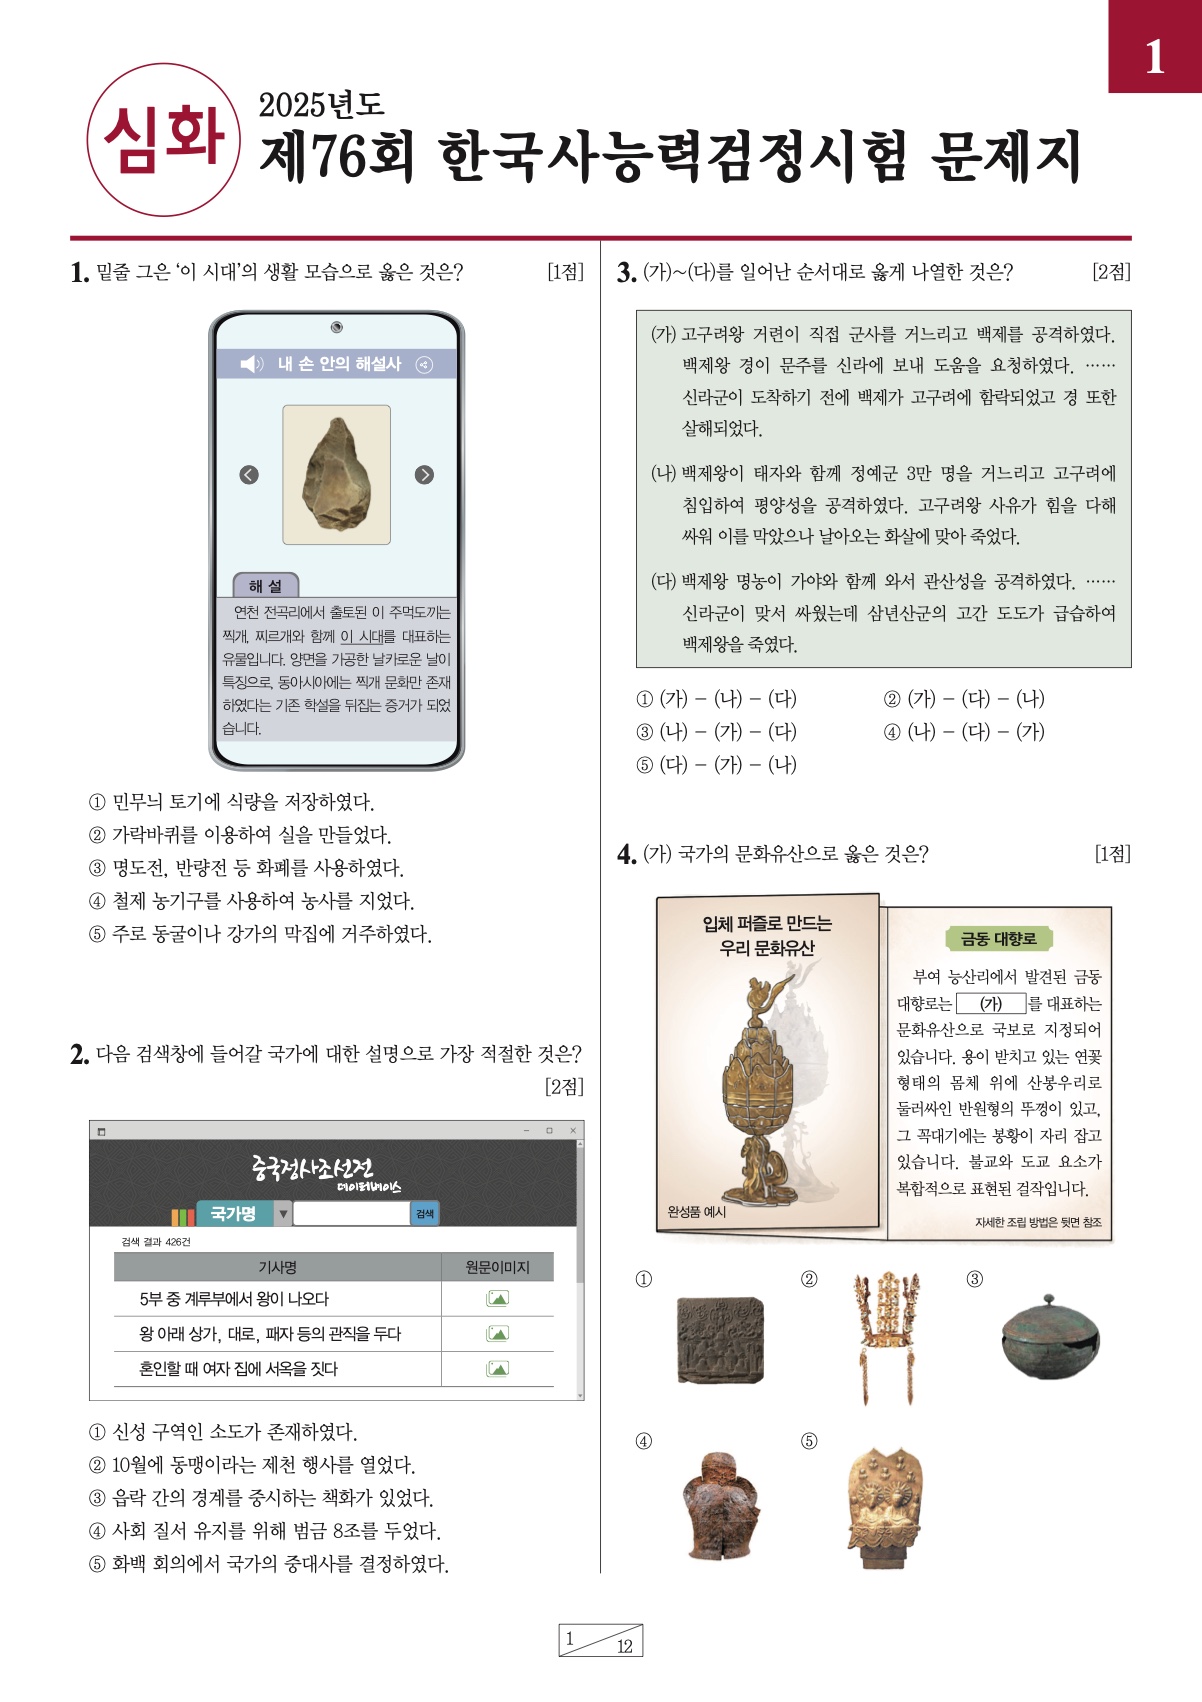 1
심화
2025년도
제76회 한국사능력검정시험 문제지
1. 밑줄 그은 ‘이 시대’의 생활 모습으로 옳은 것은? [1점]
내 손 안의 해설사
해 설
연천 전곡리에서 출토된 이 주먹도끼는
찍개, 찌르개와 함께 이 시대를 대표하는
유물입니다. 양면을 가공한 날카로운 날이
특징으로, 동아시아에는 찍개 문화만 존재
하였다는 기존 학설을 뒤집는 증거가 되었
습니다.
① 민무늬 토기에 식량을 저장하였다.
② 가락바퀴를 이용하여 실을 만들었다.
③ 명도전, 반량전 등 화폐를 사용하였다.
④ 철제 농기구를 사용하여 농사를 지었다.
⑤ 주로 동굴이나 강가의 막집에 거주하였다.
2. 다음 검색창에 들어갈 국가에 대한 설명으로 가장 적절한 것은?
[2점]
중국정사조선전
데이터베이스
국가명 ▼ 검색
검색 결과 426건
기사명 원문이미지
5부 중 계루부에서 왕이 나오다
왕 아래 상가, 대로, 패자 등의 관직을 두다
혼인할 때 여자 집에 서옥을 짓다
① 신성 구역인 소도가 존재하였다.
② 10월에 동맹이라는 제천 행사를 열었다.
③ 읍락 간의 경계를 중시하는 책화가 있었다.
④ 사회 질서 유지를 위해 범금 8조를 두었다.
⑤ 화백 회의에서 국가의 중대사를 결정하였다.
3. (가)~(다)를 일어난 순서대로 옳게 나열한 것은? [2점]
(가) 고구려왕 거련이 직접 군사를 거느리고 백제를 공격하였다.
백제왕 경이 문주를 신라에 보내 도움을 요청하였다. ……
신라군이 도착하기 전에 백제가 고구려에 함락되었고 경 또한
살해되었다.
(나) 백제왕이 태자와 함께 정예군 3만 명을 거느리고 고구려에
침입하여 평양성을 공격하였다. 고구려왕 사유가 힘을 다해
싸워 이를 막았으나 날아오는 화살에 맞아 죽었다.
(다) 백제왕 명농이 가야와 함께 와서 관산성을 공격하였다. ……
신라군이 맞서 싸웠는데 삼년산군의 고간 도도가 급습하여
백제왕을 죽였다.
① (가) – (나) – (다) ② (가) – (다) – (나)
③ (나) – (가) – (다) ④ (나) – (다) – (가)
⑤ (다) – (가) – (나)
4. (가) 국가의 문화유산으로 옳은 것은? [1점]
입체 퍼즐로 만드는
우리 문화유산
완성품 예시
금동 대향로
부여 능산리에서 발견된 금동
대향로는 (가) 를 대표하는
문화유산으로 국보로 지정되어
있습니다. 용이 받치고 있는 연꽃
형태의 몸체 위에 산봉우리로
둘러싸인 반원형의 뚜껑이 있고,
그 꼭대기에는 봉황이 자리 잡고
있습니다. 불교와 도교 요소가
복합적으로 표현된 걸작입니다.
자세한 조립 방법은 뒷면 참조
① ② ③
④ ⑤
1 12